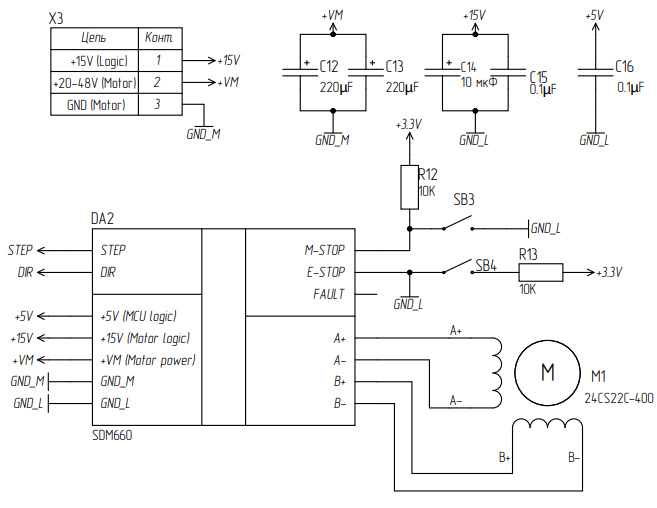 X3
Цепь Конт.
+15V (Logic) 1 +15V
+20-48V (Motor) 2 +VM
GND (Motor) 3
GND_M
+VM
C12
220µF
C13
220µF
GND_M
+15V
C14
10 мкФ
C15
0.1µF
GND_L
+5V
C16
0.1µF
GND_L
+3.3V
R12
10K
SB3
GND_L
SB4
R13
10K
+3.3V
GND_L
DA2
STEP STEP M-STOP
DIR DIR E-STOP
FAULT
+5V +5V (MCU logic)
+15V +15V (Motor logic) A+
+VM +VM (Motor power) A-
GND_M GND_M B+
GND_L GND_L B-
SDM660
A+
A-
M
M1
24CS22C-400
B+ B-